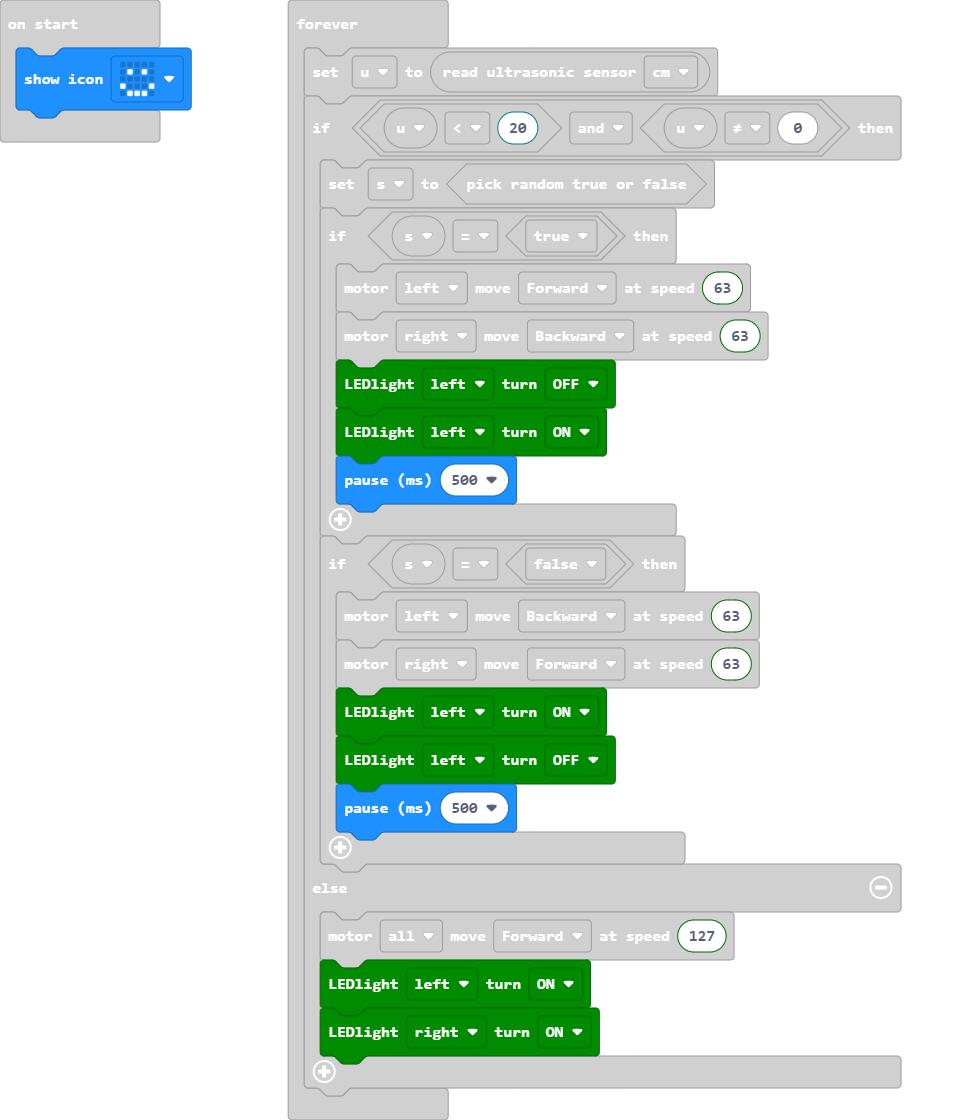 on start
show icon
forever
set u to read ultrasonic sensor cm
if u < 20 and u ≠ 0 then
set s to pick random true or false
if s = true then
motor left move Forward at speed 63
motor right move Backward at speed 63
LEDlight left turn OFF
LEDlight left turn ON
pause (ms) 500
if s = false then
motor left move Backward at speed 63
motor right move Forward at speed 63
LEDlight left turn ON
LEDlight left turn OFF
pause (ms) 500
else
motor all move Forward at speed 127
LEDlight left turn ON
LEDlight right turn ON